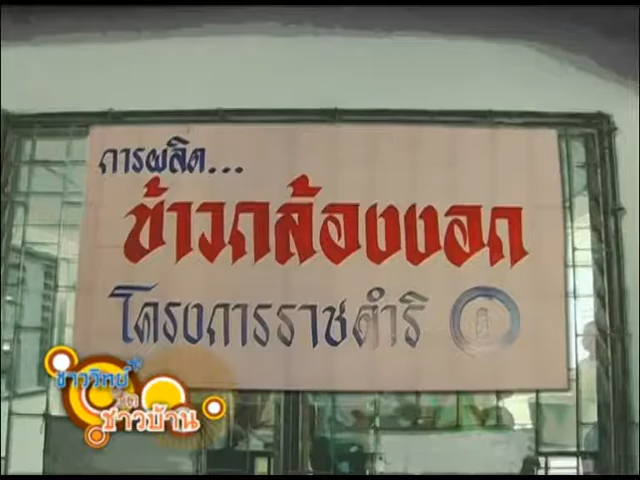 การผลิต...
ข้าวกล้องงอก
โครงการราชดำริ
ชาววิทย์
ชาวบ้าน